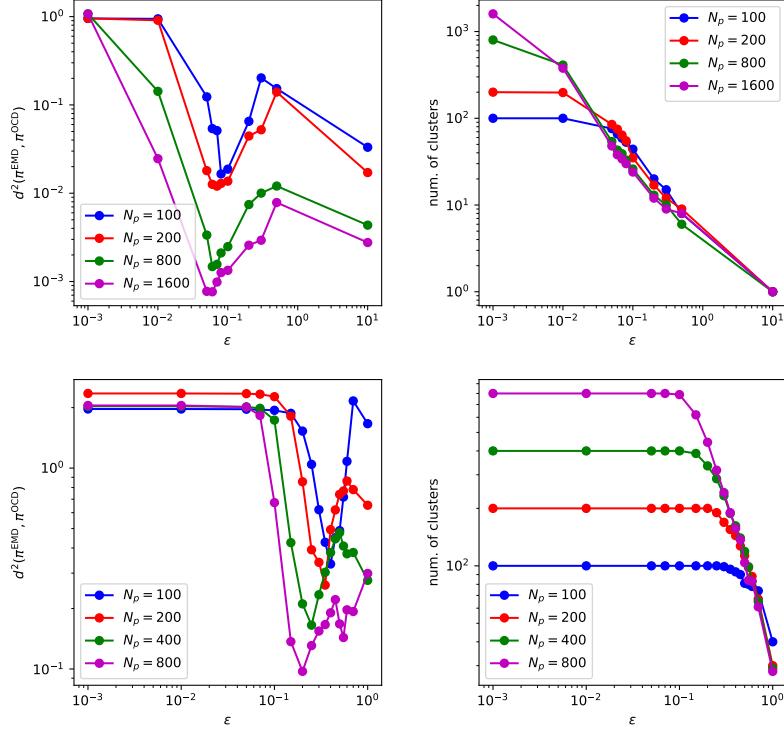 10^1
10^0
10^{-1}
10^{-2}
10^{-3}
d^2(π^EMD, π^OCD)
N_p = 100
N_p = 200
N_p = 800
N_p = 1600
10^{-3} 10^{-2} 10^{-1} 10^0 10^1
ε
10^3
10^2
10^1
10^0
num. of clusters
N_p = 100
N_p = 200
N_p = 800
N_p = 1600
10^{-3} 10^{-2} 10^{-1} 10^0 10^1
ε
10^0
10^{-1}
d^2(π^EMD, π^OCD)
N_p = 100
N_p = 200
N_p = 400
N_p = 800
10^{-3} 10^{-2} 10^{-1} 10^0
ε
10^2
num. of clusters
N_p = 100
N_p = 200
N_p = 400
N_p = 800
10^{-3} 10^{-2} 10^{-1} 10^0
ε